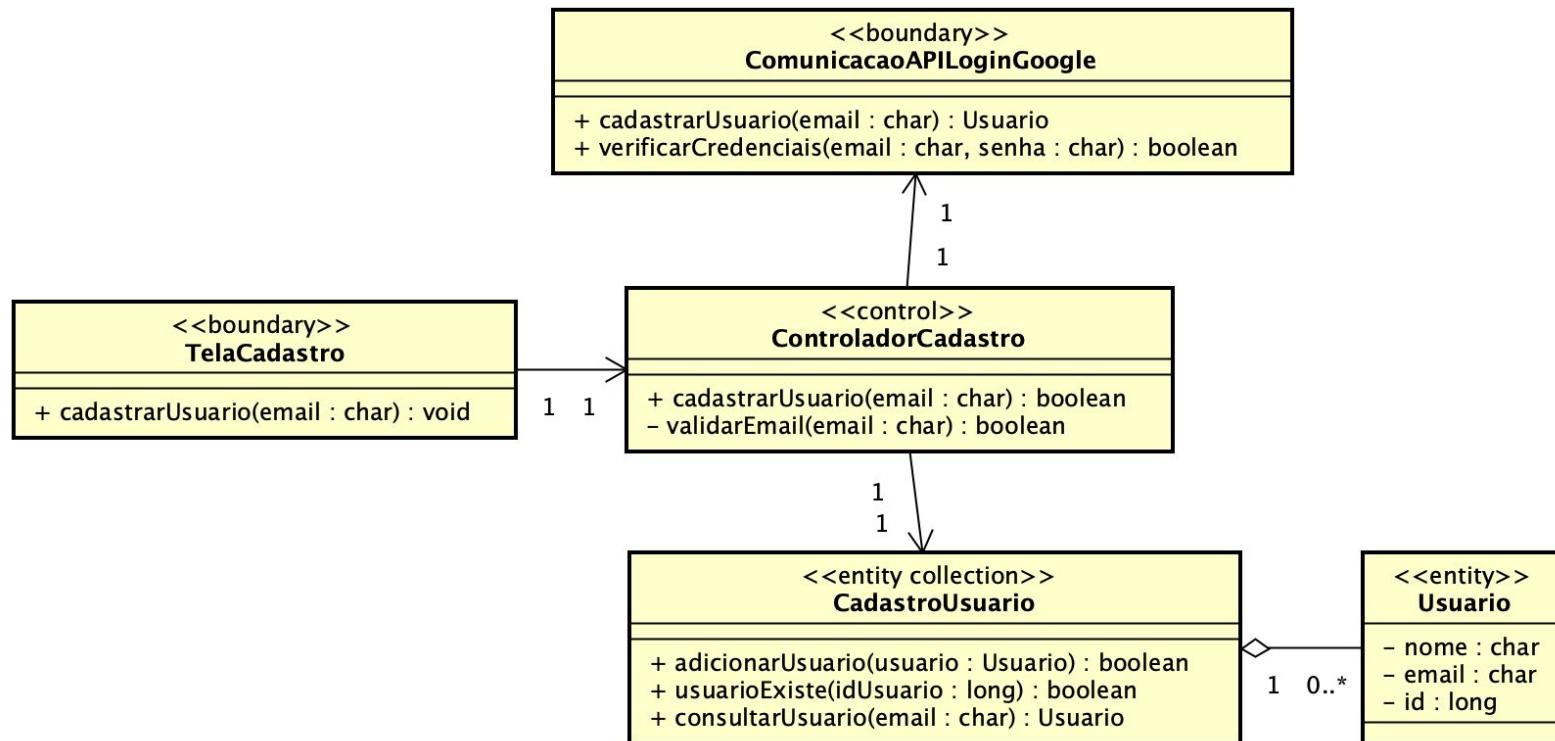 <<boundary>>
ComunicacaoAPILoginGoogle
+ cadastrarUsuario(email : char) : Usuario
+ verificarCredenciais(email : char, senha : char) : boolean
1
1
<<boundary>>
TelaCadastro
+ cadastrarUsuario(email : char) : void
1 1
<<control>>
ControladorCadastro
+ cadastrarUsuario(email : char) : boolean
– validarEmail(email : char) : boolean
1
1
<<entity collection>>
CadastroUsuario
+ adicionarUsuario(usuario : Usuario) : boolean
+ usuarioExiste(idUsuario : long) : boolean
+ consultarUsuario(email : char) : Usuario
1 0..*
<<entity>>
Usuario
– nome : char
– email : char
– id : long